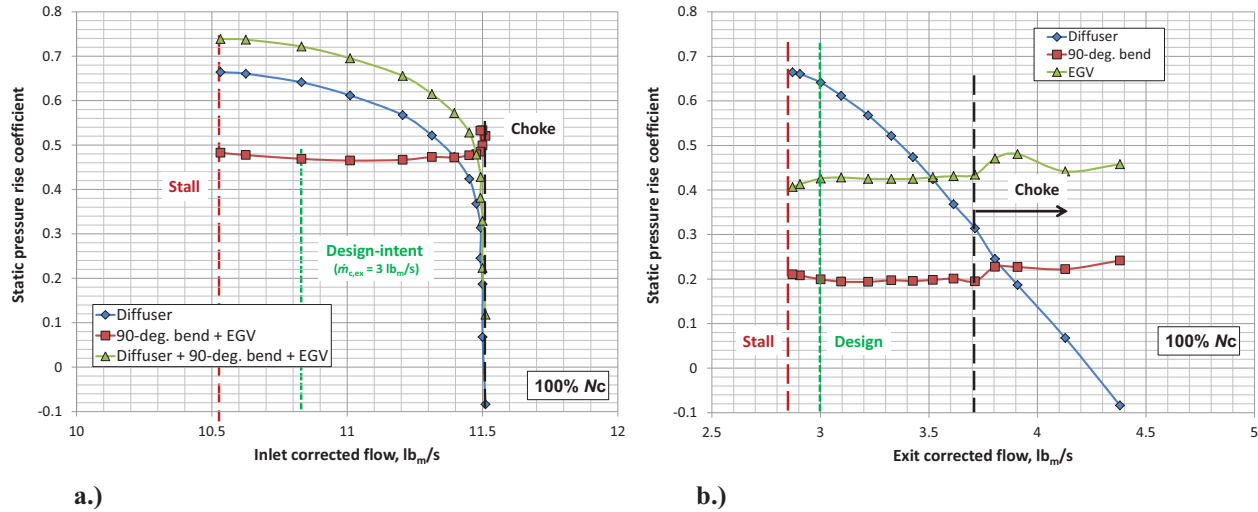 0.8
0.7
0.6
0.5
0.4
0.3
0.2
0.1
0
-0.1
Static pressure rise coefficient
Stall
Choke
Design-intent
(ṁc,ex = 3 lbm/s)
Diffuser
90-deg. bend + EGV
Diffuser + 90-deg. bend + EGV
100% Nc
10
10.5
11
11.5
12
Inlet corrected flow, lbm/s
a.)
0.8
0.7
0.6
0.5
0.4
0.3
0.2
0.1
0
-0.1
Static pressure rise coefficient
Diffuser
90-deg. bend
EGV
Choke
Stall
Design
100% Nc
2.5
3
3.5
4
4.5
5
Exit corrected flow, lbm/s
b.)